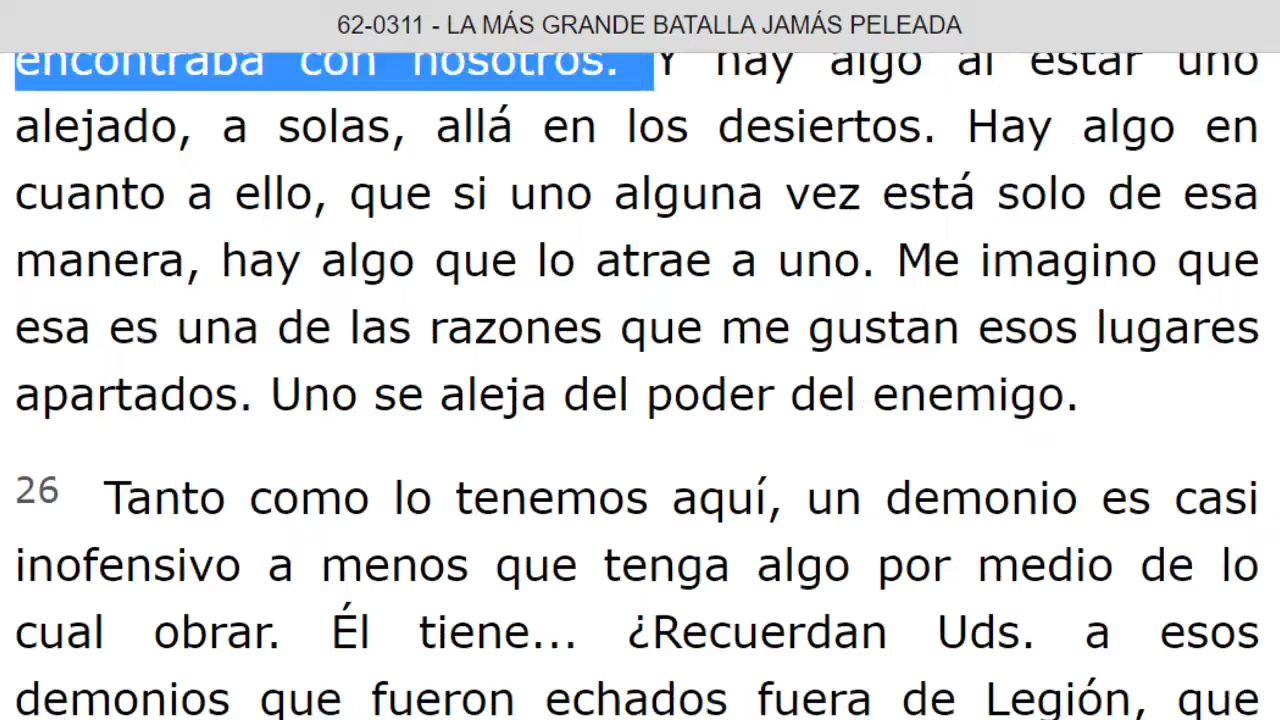 62-0311 - LA MÁS GRANDE BATALLA JAMÁS PELEADA
encontraba con nosotros. Y hay algo al estar uno
alejado, a solas, allá en los desiertos. Hay algo en
cuanto a ello, que si uno alguna vez está solo de esa
manera, hay algo que lo atrae a uno. Me imagino que
esa es una de las razones que me gustan esos lugares
apartados. Uno se aleja del poder del enemigo.
26 Tanto como lo tenemos aquí, un demonio es casi
inofensivo a menos que tenga algo por medio de lo
cual obrar. Él tiene... ¿Recuerdan Uds. a esos
demonios que fueron echados fuera de Legión, que